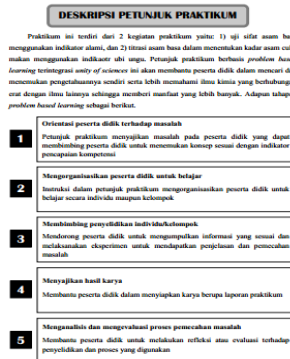 DESKRIPSI PETUNJUK PRAKTIKUM
Praktikum ini terdiri dari 2 kegiatan praktikum yaitu: 1) uji sifat asam ba
menggunakan indikator alami, dan 2) titrasi asam basa dalam menentukan kadar asam cul
makan menggunakan indikaotr ubi ungu. Petunjuk praktikum berbasis problem bas
learning terintegrasi unity of sciences ini akan membantu peserta didik dalam mencari d
menemukan pengetahuannya sendiri serta lebih memahami ilmu kimia yang berhubung
erat dengan ilmu lainnya sehingga memberi manfaat yang lebih banyak. Adapun tahap
problem based learning sebagai berikut.
1
Orientasi peserta didik terhadap masalah
Petunjuk praktikum menyajikan masalah pada peserta didik yang dapat
membimbing peserta didik untuk menemukan konsep sesuai dengan indikator
pencapaian kompetensi
2
Mengorganisasikan peserta didik untuk belajar
Instruksi dalam petunjuk praktikum mengorganisasikan peserta didik untuk
belajar secara individu maupun kelompok
3
Membimbing penyelidikan individu/kelompok
Mendorong peserta didik untuk mengumpulkan informasi yang sesuai dan
melaksanakan eksperimen untuk mendapatkan penjelasan dan pemecahan
masalah
4
Menyajikan hasil karya
Membantu peserta didik dalam menyiapkan karya berupa laporan praktikum
5
Menganalisis dan mengevaluasi proses pemecahan masalah
Membantu peserta didik untuk melakukan refleksi atau evaluasi terhadap
penyelidikan dan proses yang digunakan